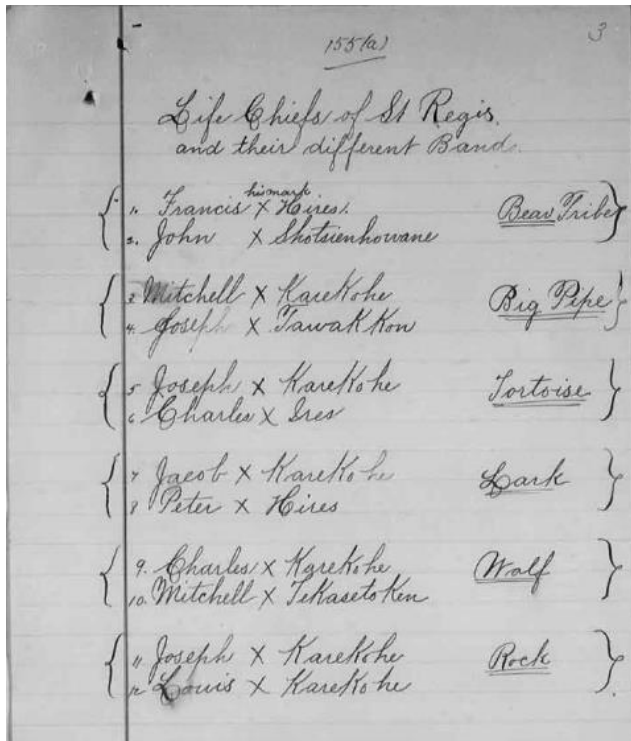 155(a)
3
Life Chiefs of St Regis.
and their different Band.
his mark
1. Francis X Hires. Beav Tribe
2. John X Shotsienhowane
3 Mitchell X KareKohe Big Pipe
4. Joseph X TawaKKon
5 Joseph X KareKohe Tortoise
6 Charles X Ires
7 Jacob X KareKohe Lark
8 Peter X Hires
9. Charles X KareKohe Wolf
10. Mitchell X TeKasetoKen
11 Joseph X KareKohe Rock
12 Louis X KareKohe